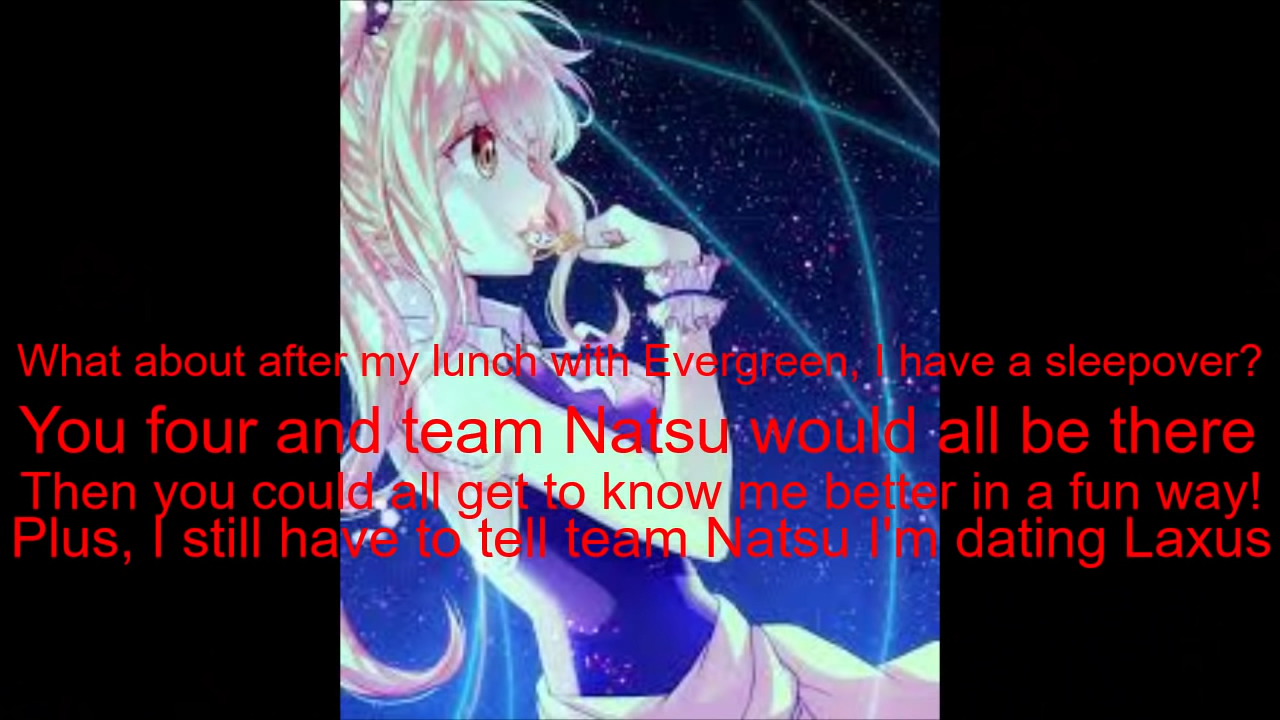 What about after my lunch with Evergreen, I have a sleepover?
You four and team Natsu would all be there
Then you could all get to know me better in a fun way!
Plus, I still have to tell team Natsu I'm dating Laxus